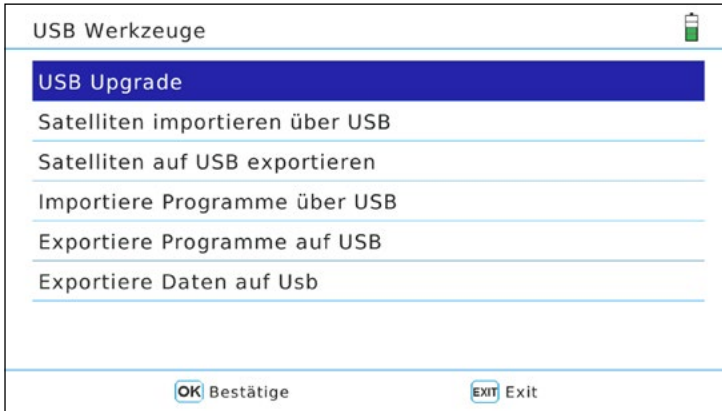 USB Werkzeuge
USB Upgrade
Satelliten importieren über USB
Satelliten auf USB exportieren
Importiere Programme über USB
Exportiere Programme auf USB
Exportiere Daten auf Usb
OK Bestätige EXIT Exit